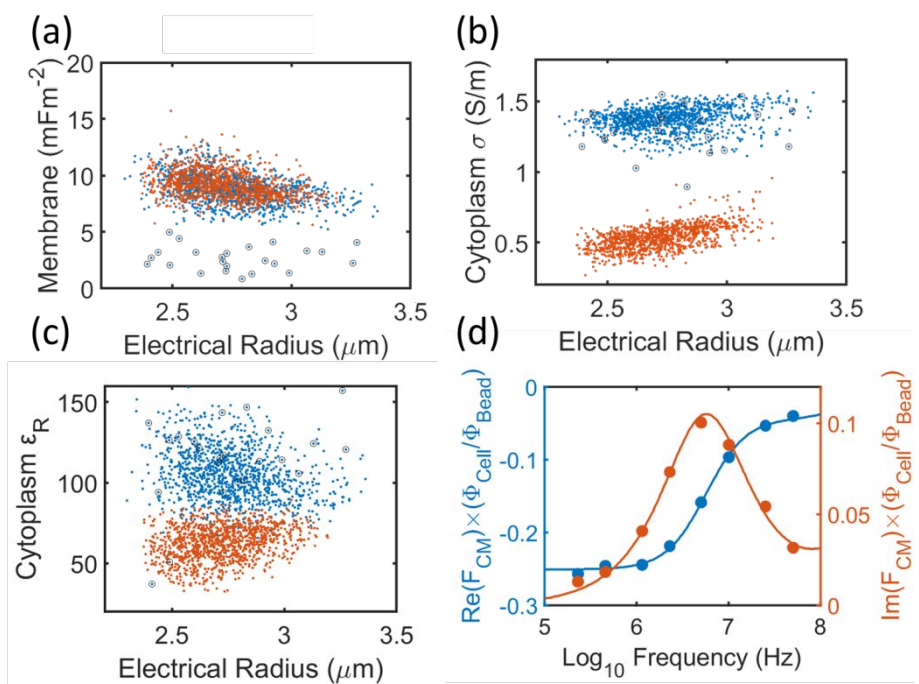 (a)
20
15
10
5
0
Membrane (mFm⁻²)
2.5 3 3.5
Electrical Radius (μm)
(b)
1.5
1
0.5
Cytoplasm σ (S/m)
2.5 3 3.5
Electrical Radius (μm)
(c)
150
100
50
Cytoplasm ε_R
2.5 3 3.5
Electrical Radius (μm)
(d)
0
-0.1
-0.2
-0.3
Re(F_CM)×(Φ_Cell/Φ_Bead)
0.1
0.05
0
Im(F_CM)×(Φ_Cell/Φ_Bead)
5 6 7 8
Log₁₀ Frequency (Hz)